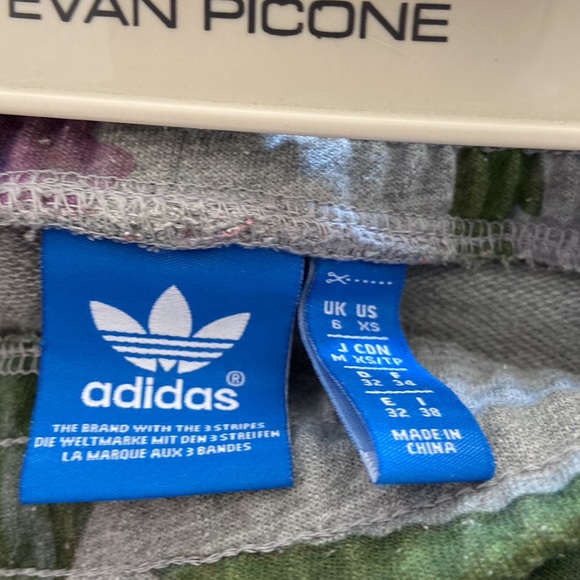 EVAN PICONE
adidas®
THE BRAND WITH THE 3 STRIPES
DIE WELTMARKE MIT DEN 3 STREIFEN
LA MARQUE AUX 3 BANDES
UK US
6 XS
J CDN
M XS/TP
D F
32 34
E I
32 38
MADE IN
CHINA